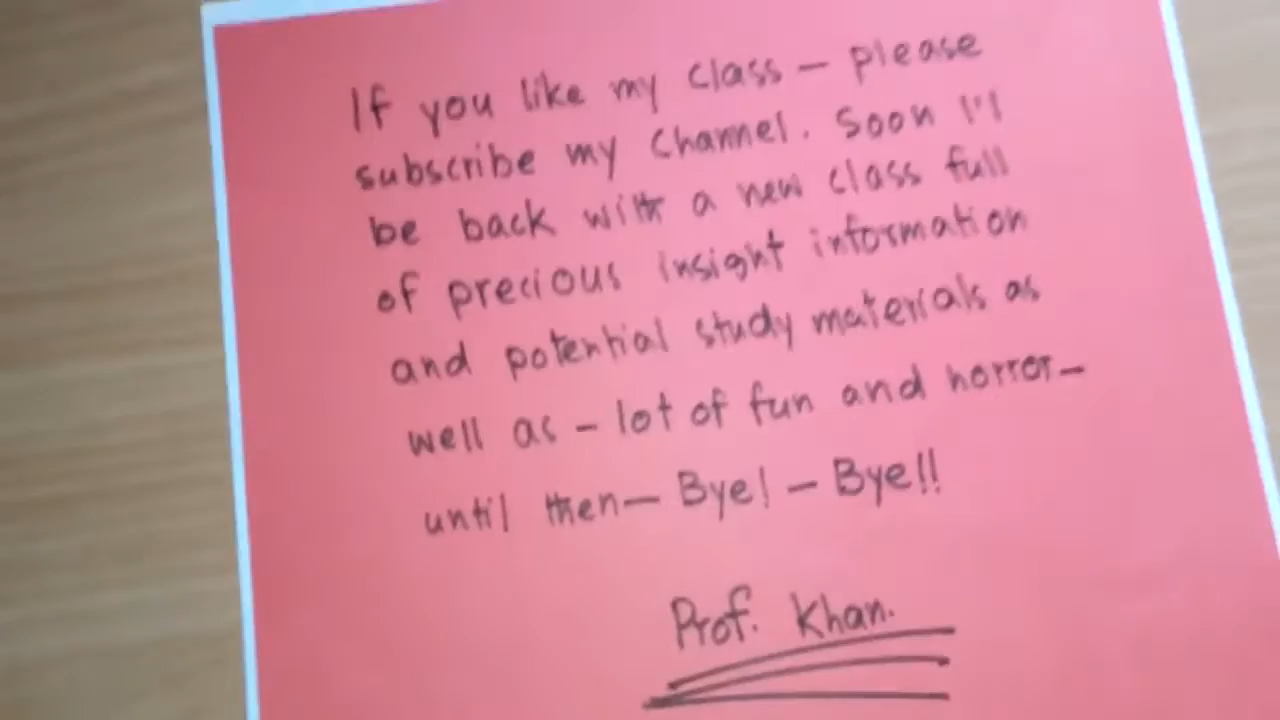 If you like my class - please
subscribe my channel. Soon I'l
be back with a new class full
of precious insight information
and potential study materials as
well as - lot of fun and horror-
until then- Bye! - Bye!!
Prof. Khan.